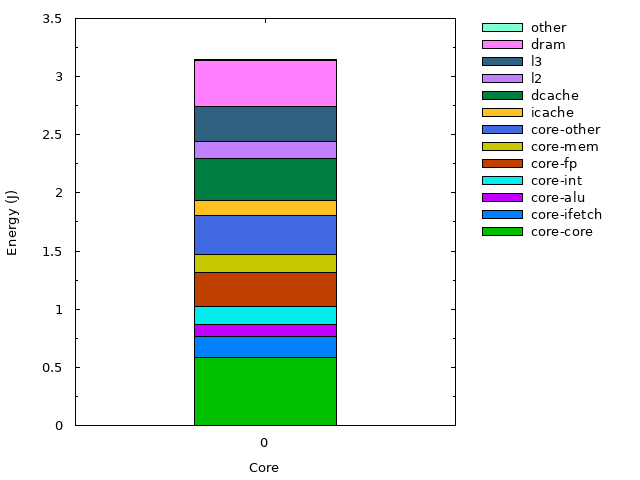 3.5
3
2.5
2
1.5
1
0.5
0
Energy (J)
0
Core
other
dram
l3
l2
dcache
icache
core-other
core-mem
core-fp
core-int
core-alu
core-ifetch
core-core